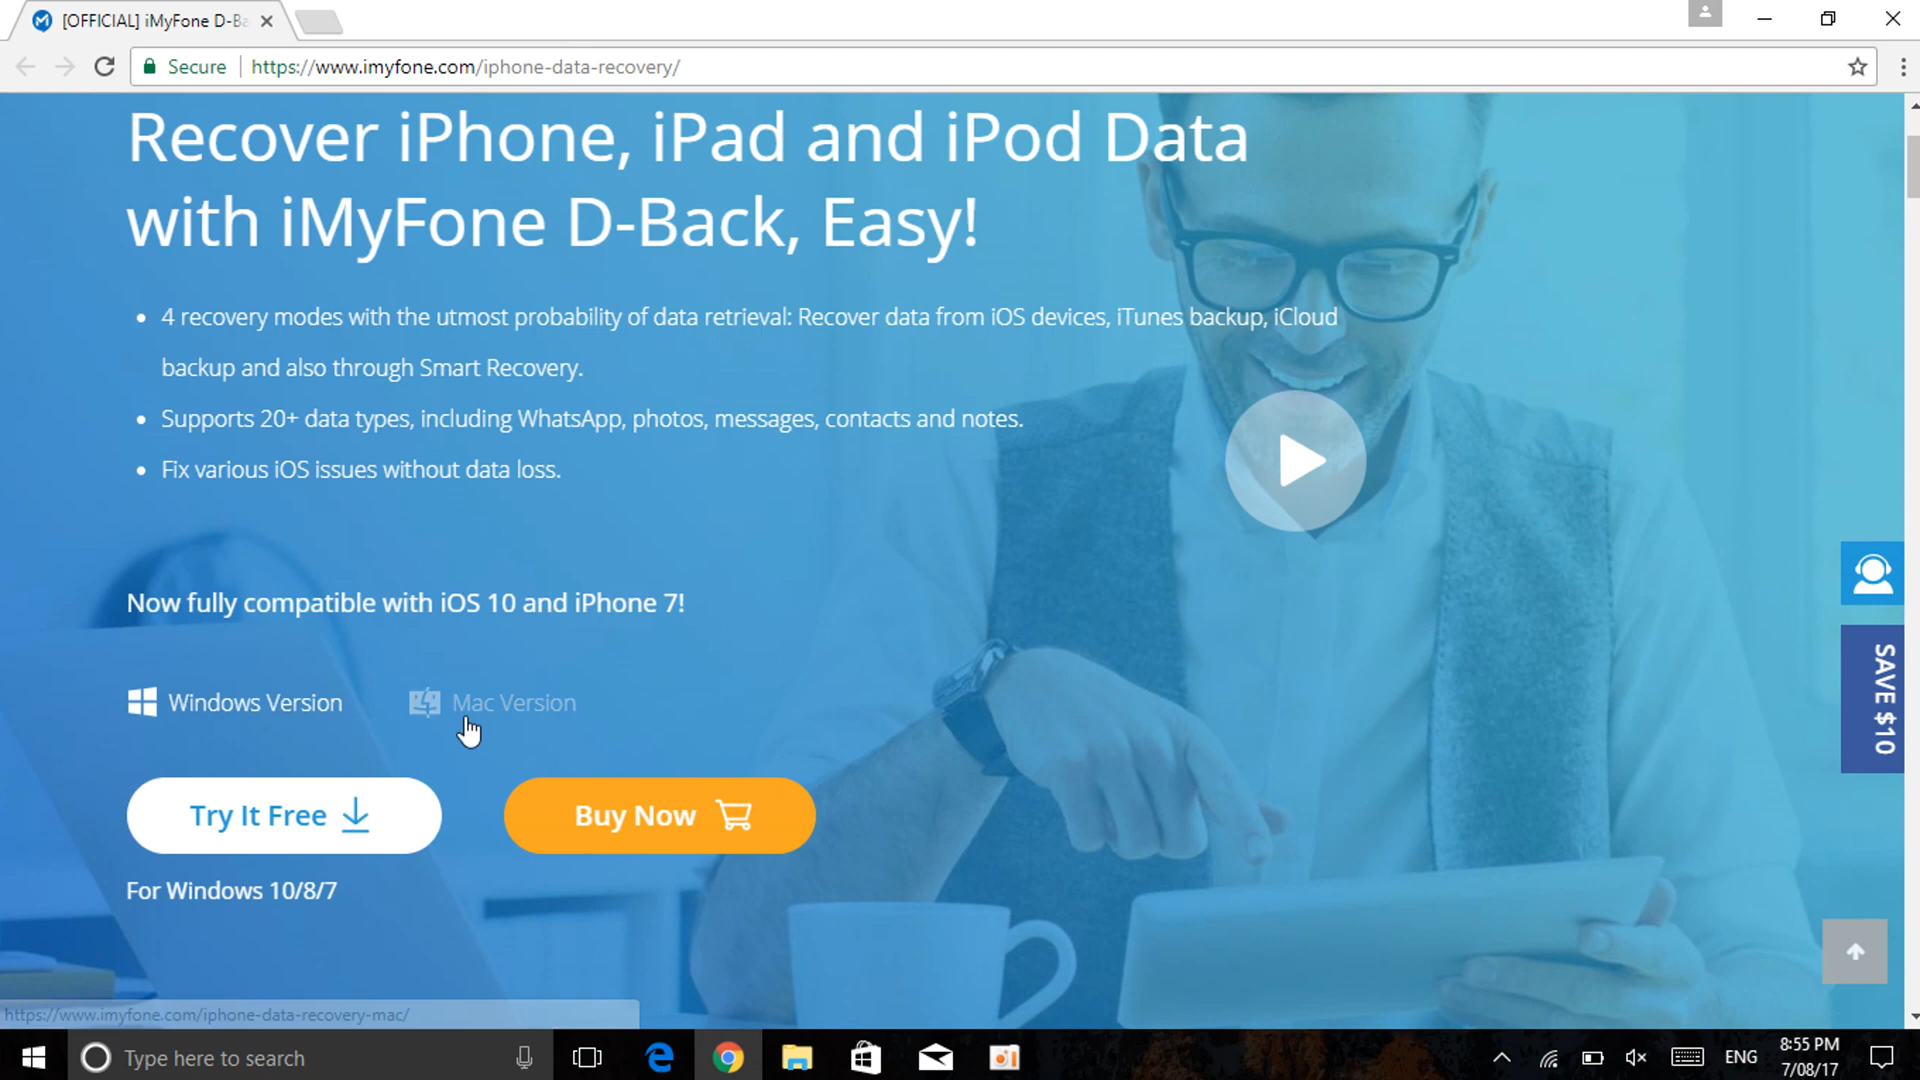 [OFFICIAL] iMyFone D-Ba
Secure
https://www.imyfone.com/iphone-data-recovery/
Recover iPhone, iPad and iPod Data
with iMyFone D-Back, Easy!
• 4 recovery modes with the utmost probability of data retrieval: Recover data from iOS devices, iTunes backup, iCloud
backup and also through Smart Recovery.
• Supports 20+ data types, including WhatsApp, photos, messages, contacts and notes.
• Fix various iOS issues without data loss.
Now fully compatible with iOS 10 and iPhone 7!
Windows Version
Mac Version
SAVE $10
Try It Free
Buy Now
For Windows 10/8/7
https://www.imyfone.com/iphone-data-recovery-mac/
Type here to search
ENG
8:55 PM
7/08/17